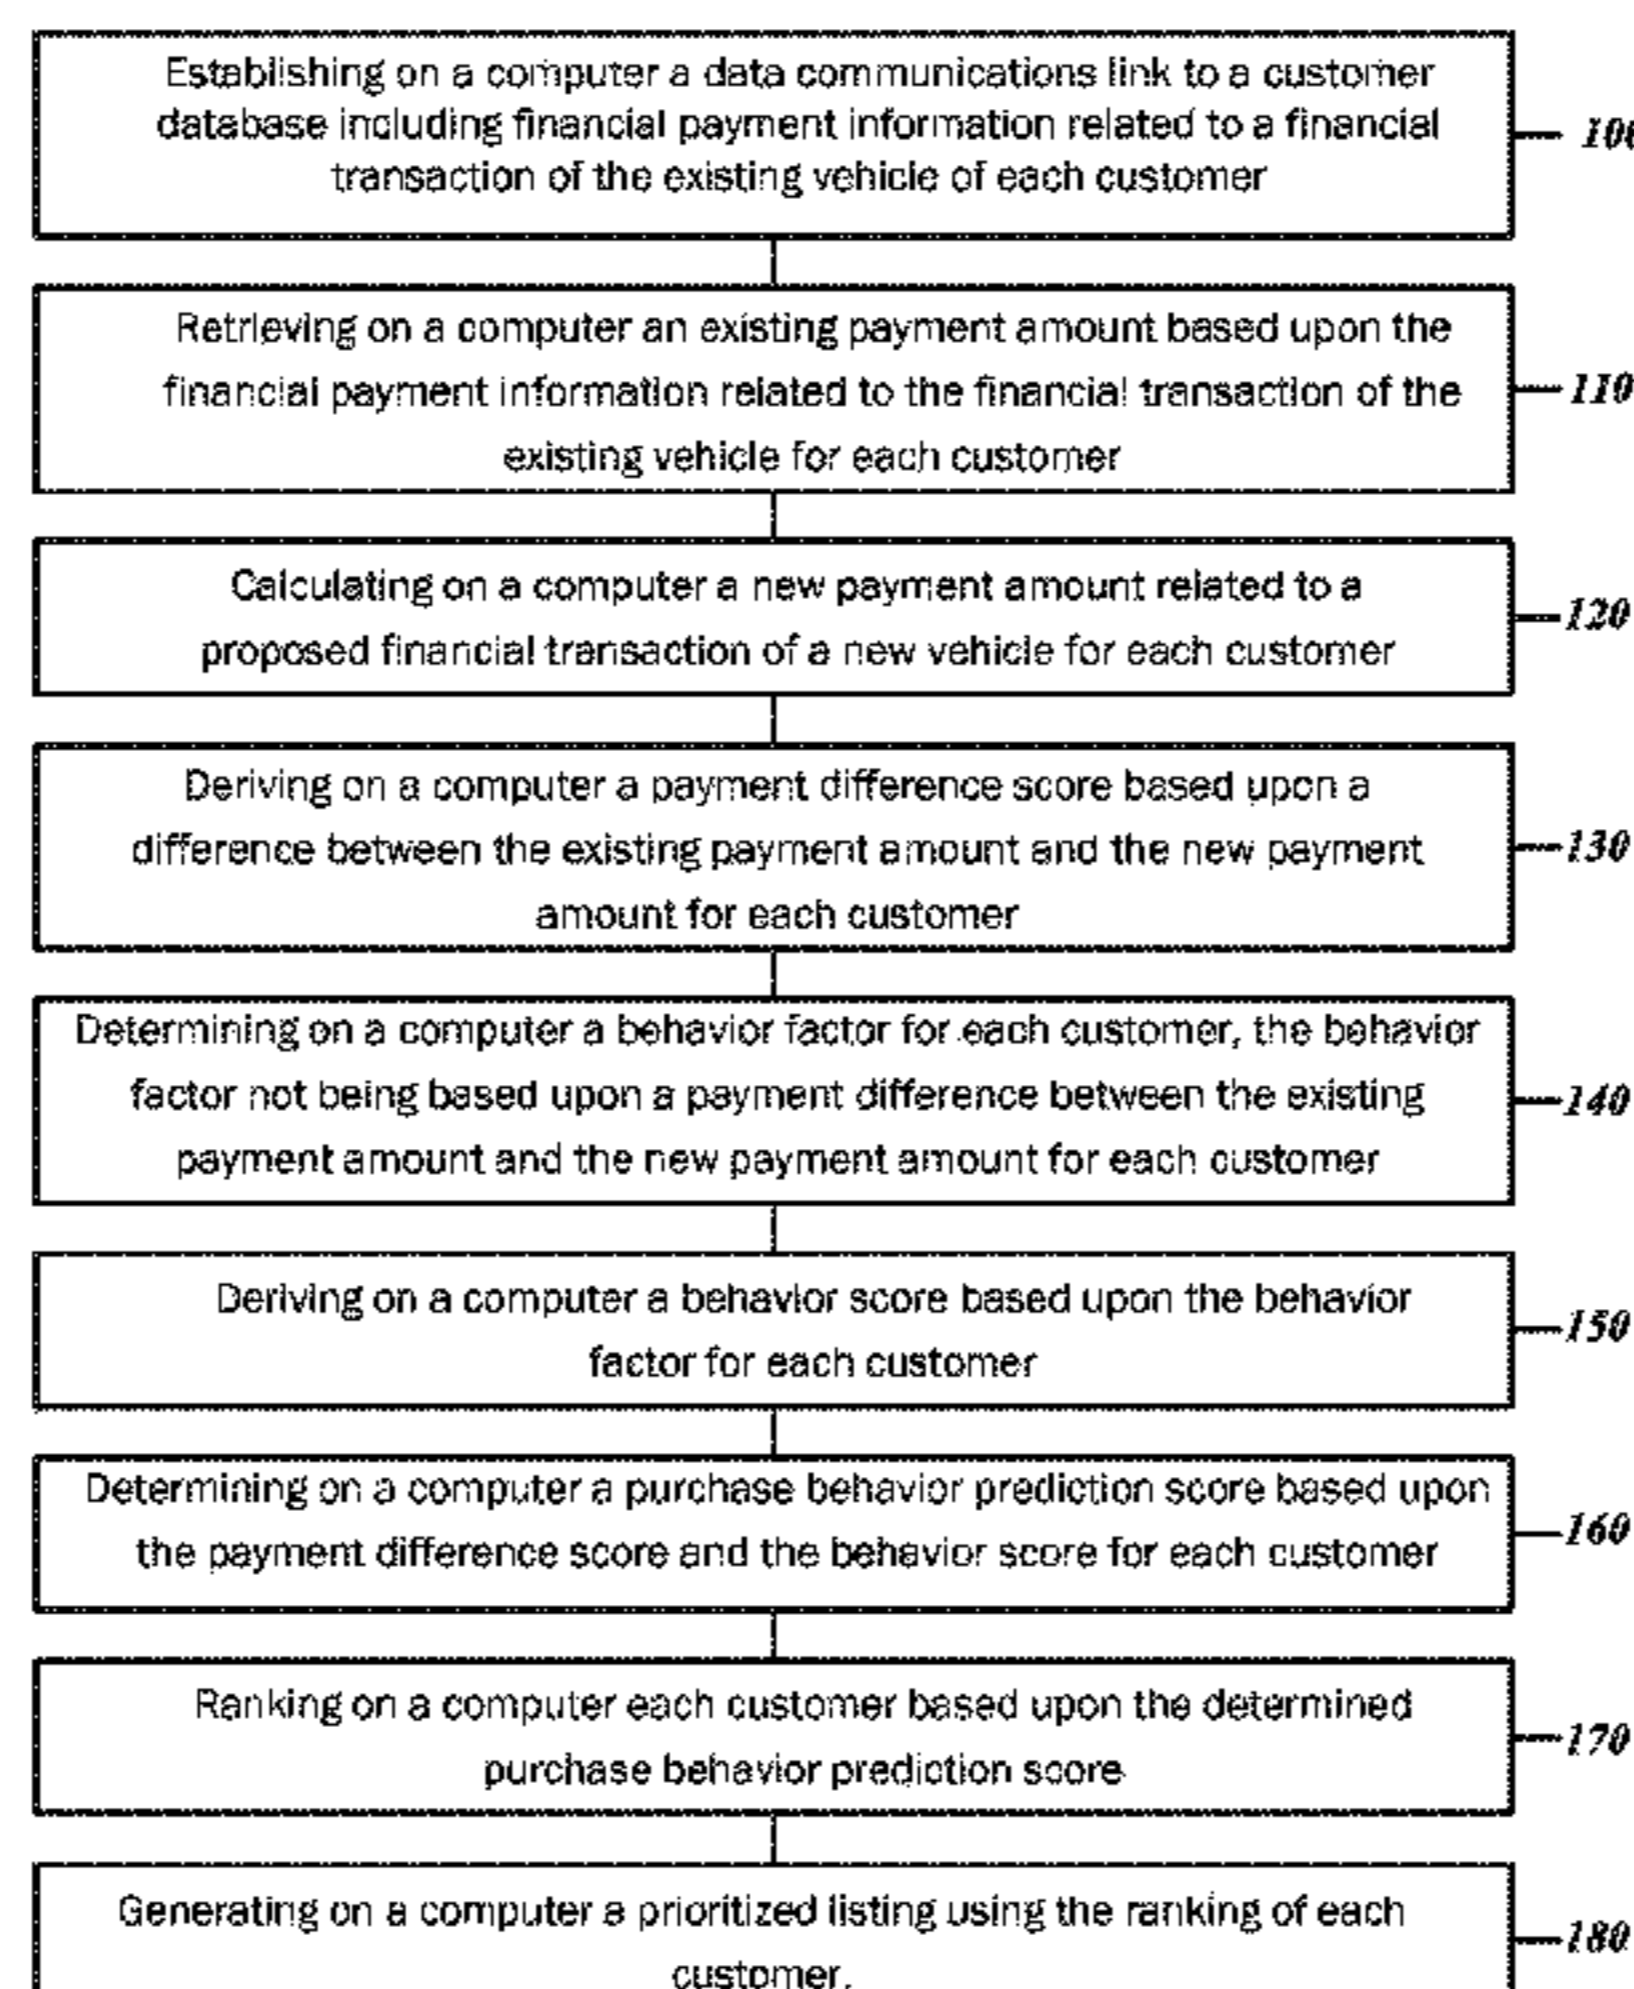 Establishing on a computer a data communications link to a customer
database including financial payment information related to a financial
transaction of the existing vehicle of each customer
100
Retrieving on a computer an existing payment amount based upon the
financial payment information related to the financial transaction of the
existing vehicle for each customer
110
Calculating on a computer a new payment amount related to a
proposed financial transaction of a new vehicle for each customer
120
Deriving on a computer a payment difference score based upon a
difference between the existing payment amount and the new payment
amount for each customer
130
Determining on a computer a behavior factor for each customer, the behavior
factor not being based upon a payment difference between the existing
payment amount and the new payment amount for each customer
140
Deriving on a computer a behavior score based upon the behavior
factor for each customer
150
Determining on a computer a purchase behavior prediction score based upon
the payment difference score and the behavior score for each customer
160
Ranking on a computer each customer based upon the determined
purchase behavior prediction score
170
Generating on a computer a prioritized listing using the ranking of each
customer.
180